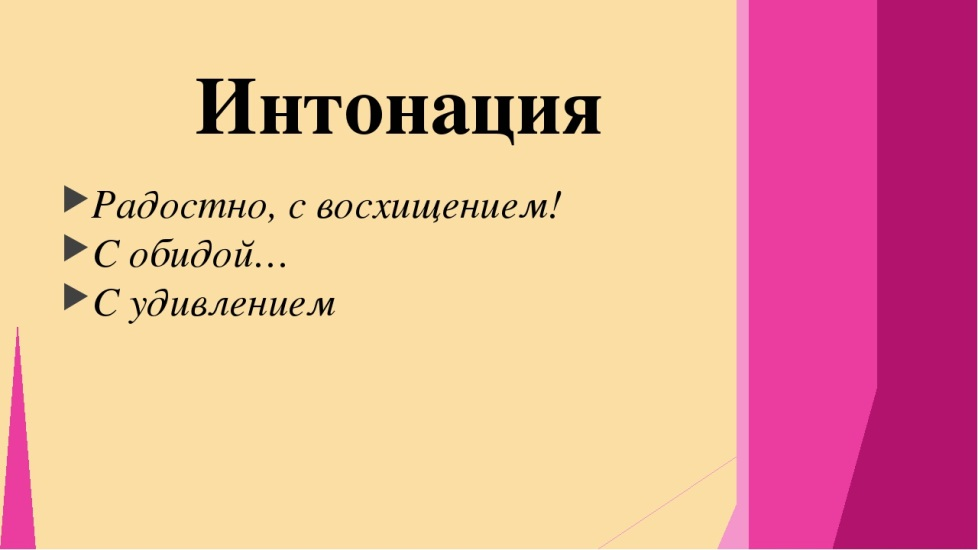 Интонация
Радостно, с восхищением!
С обидой...
С удивлением